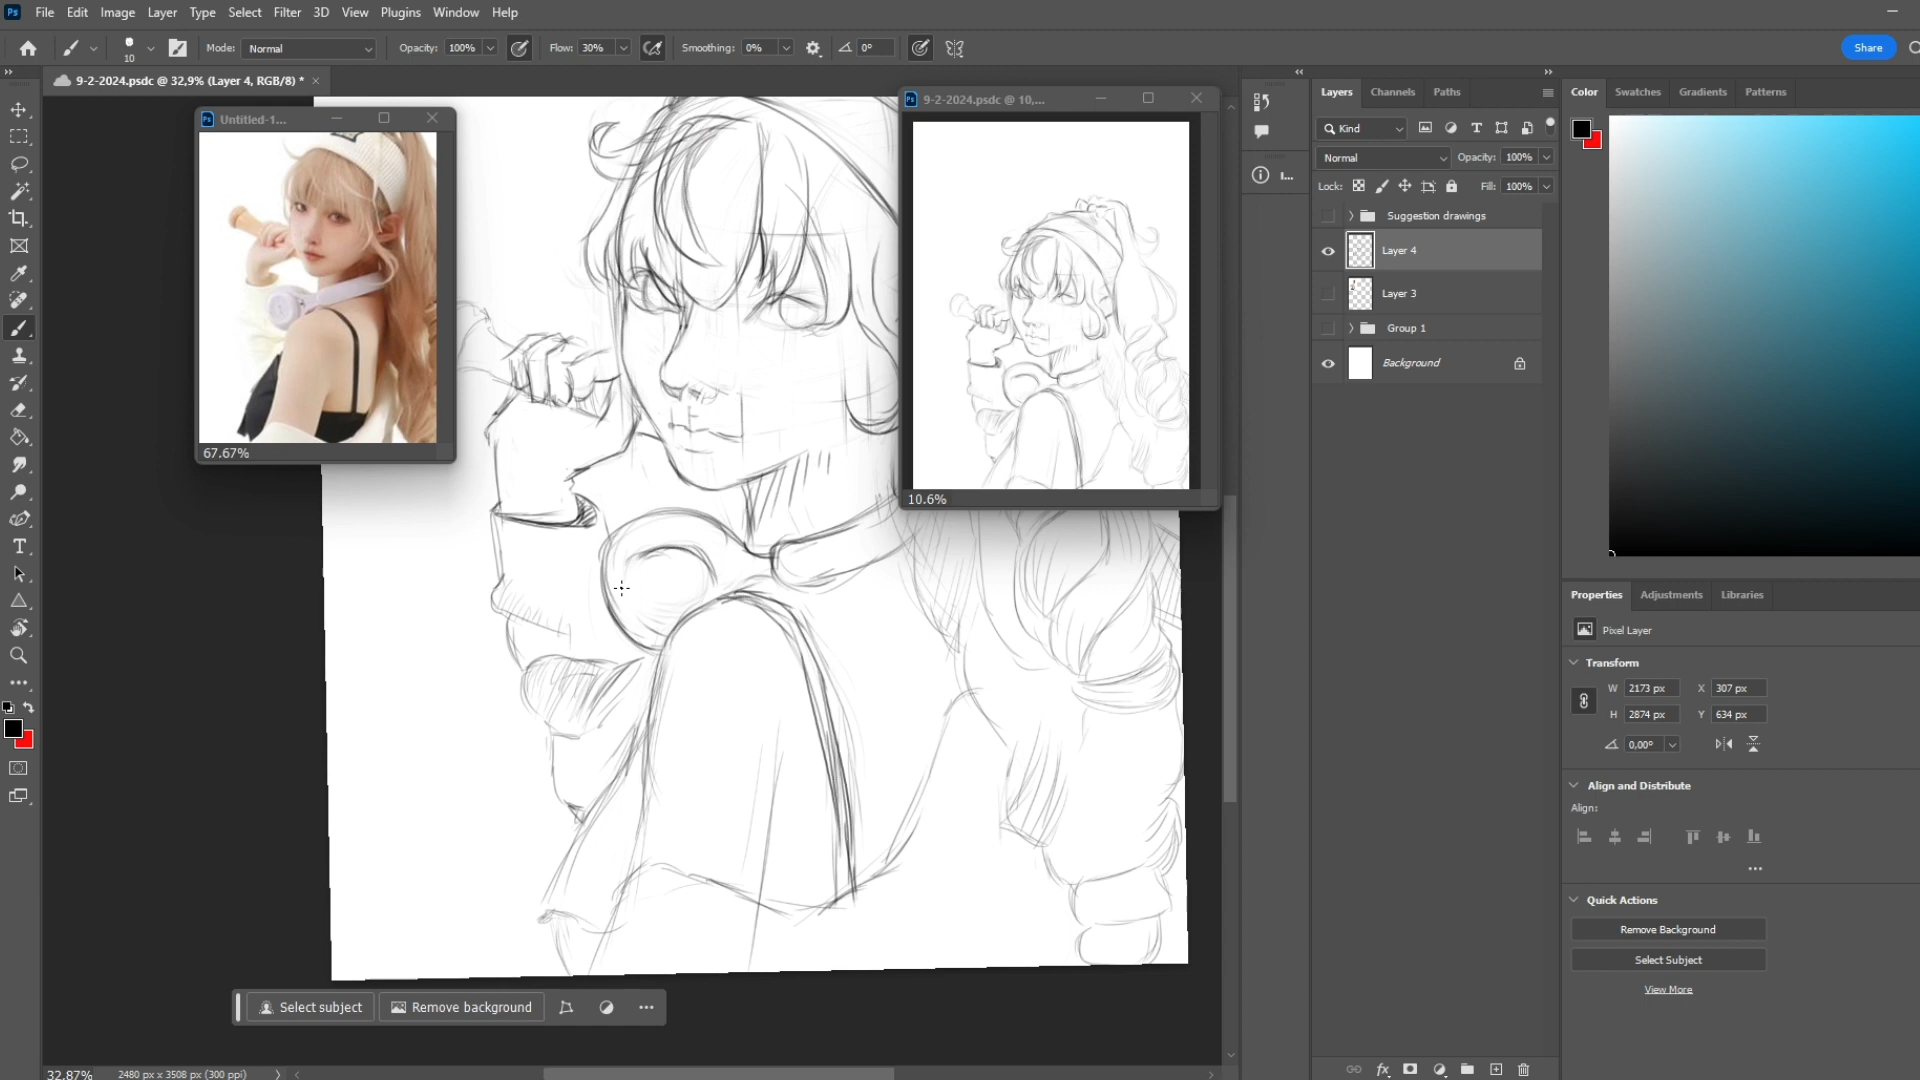 Ps File Edit Image Layer Type Select Filter 3D View Plugins Window Help
10 Mode: Normal Opacity: 100% Flow: 30% Smoothing: 0% 0° Share
9-2-2024.psdc @ 32,9% (Layer 4, RGB/8) * ×
Ps Untitled-1...
67.67%
Ps 9-2-2024.psdc @ 10,...
10.6%
Select subject Remove background
32.87% 2480 px x 3508 px (300 ppi)
I...
Layers Channels Paths
Kind
Normal Opacity: 100%
Lock: Fill: 100%
Suggestion drawings
Layer 4
Layer 3
Group 1
Background
fx
Color Swatches Gradients Patterns
Properties Adjustments Libraries
Pixel Layer
Transform
W 2173 px X 307 px
H 2874 px Y 634 px
0,00°
Align and Distribute
Align:
Quick Actions
Remove Background
Select Subject
View More